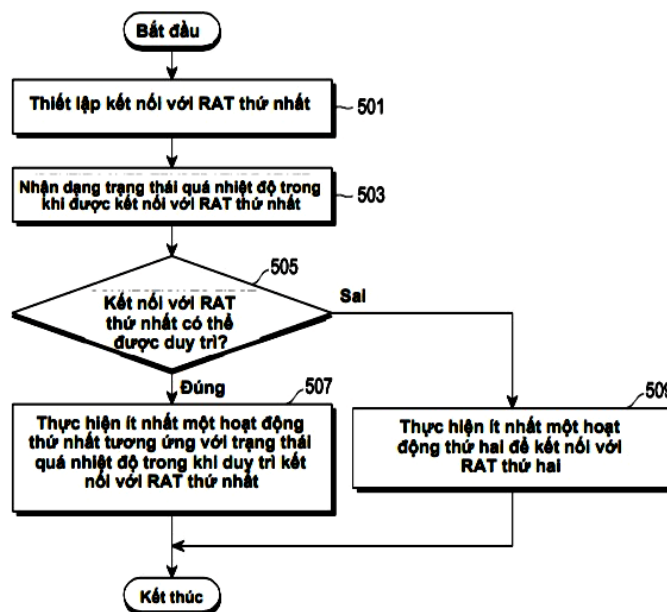 Bắt đầu
Thiết lập kết nối với RAT thứ nhất
501
Nhận dạng trạng thái quá nhiệt độ trong
khi được kết nối với RAT thứ nhất
503
505
Kết nối với RAT
thứ nhất có thể
được duy trì?
Sai
Đúng
507
Thực hiện ít nhất một hoạt động
thứ nhất tương ứng với trạng thái
quá nhiệt độ trong khi duy trì kết
nối với RAT thứ nhất
509
Thực hiện ít nhất một hoạt
động thứ hai để kết nối với
RAT thứ hai
Kết thúc